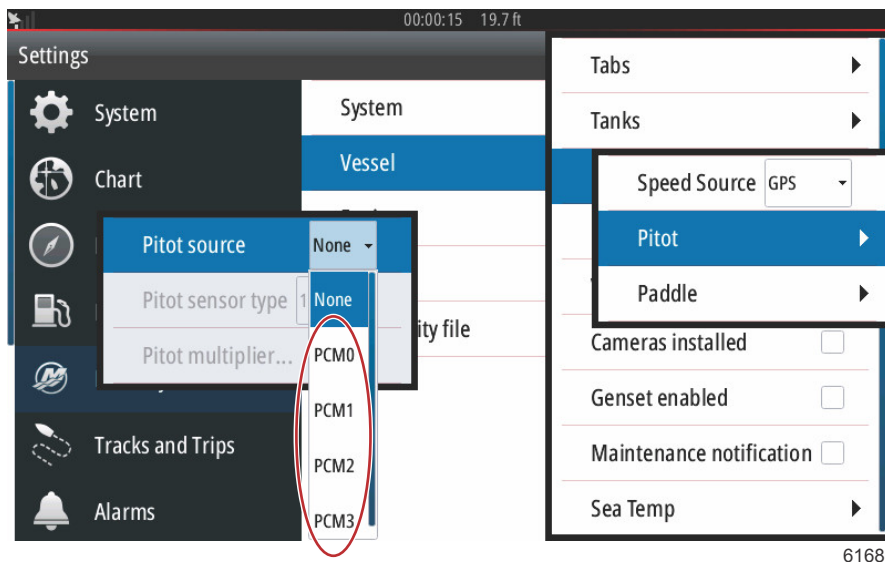 00:00:15 19.7 ft
Settings
System
Chart
Tracks and Trips
Alarms
System
Vessel
ity file
Pitot source None
Pitot sensor type 1
Pitot multiplier...
None
PCM0
PCM1
PCM2
PCM3
Tabs
Tanks
Speed Source GPS
Pitot
Paddle
Cameras installed
Genset enabled
Maintenance notification
Sea Temp
6168